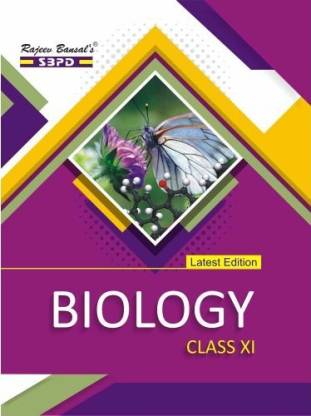 Rajeev Bansal's®
SBPD
Latest Edition
BIOLOGY
CLASS XI